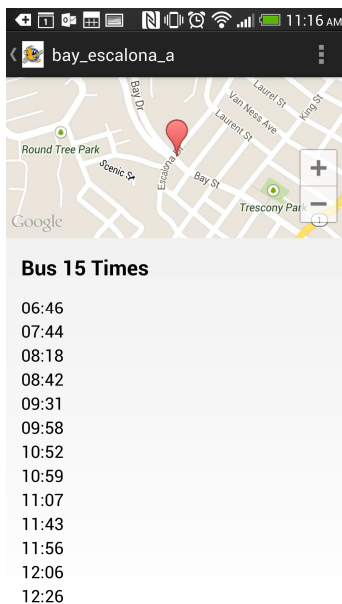 11:16 AM
bay_escalona_a
Bay Dr
Laurel St
Van Ness Ave
King St
Laurent St
Round Tree Park
Scenic St
Escalona Dr
Bay St
Trescony Park
+
−
1
Google
Bus 15 Times
06:46
07:44
08:18
08:42
09:31
09:58
10:52
10:59
11:07
11:43
11:56
12:06
12:26